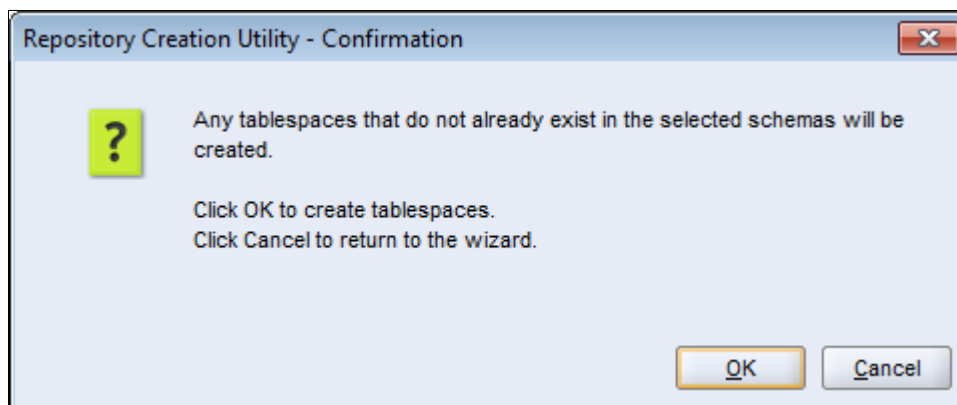 Repository Creation Utility - Confirmation
?
Any tablespaces that do not already exist in the selected schemas will be
created.
Click OK to create tablespaces.
Click Cancel to return to the wizard.
OK
Cancel